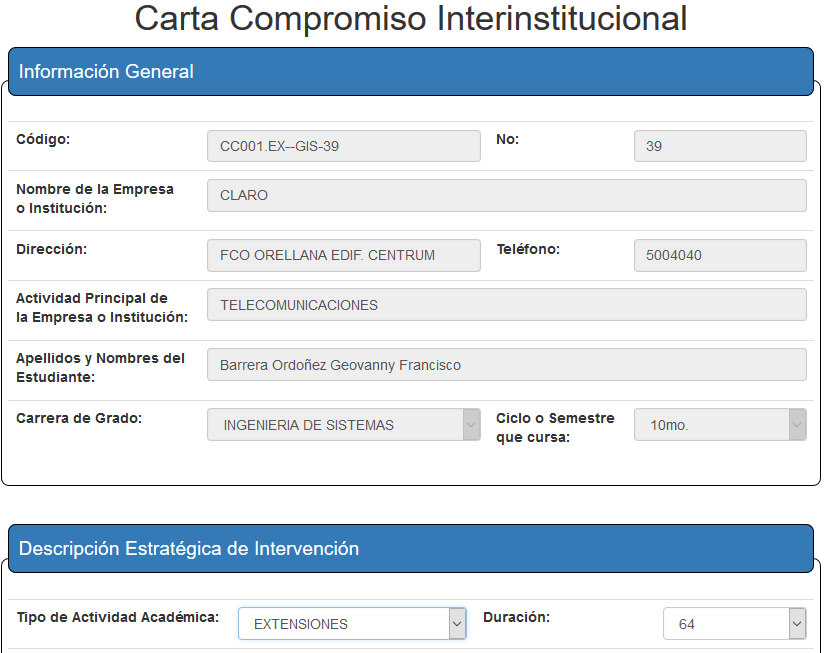 Carta Compromiso Interinstitucional
Información General
Código: CC001.EX--GIS-39 No: 39
Nombre de la Empresa
o Institución: CLARO
Dirección: FCO ORELLANA EDIF. CENTRUM Teléfono: 5004040
Actividad Principal de
la Empresa o Institución: TELECOMUNICACIONES
Apellidos y Nombres del
Estudiante: Barrera Ordoñez Geovanny Francisco
Carrera de Grado: INGENIERIA DE SISTEMAS Ciclo o Semestre
que cursa: 10mo.
Descripción Estratégica de Intervención
Tipo de Actividad Académica: EXTENSIONES Duración: 64